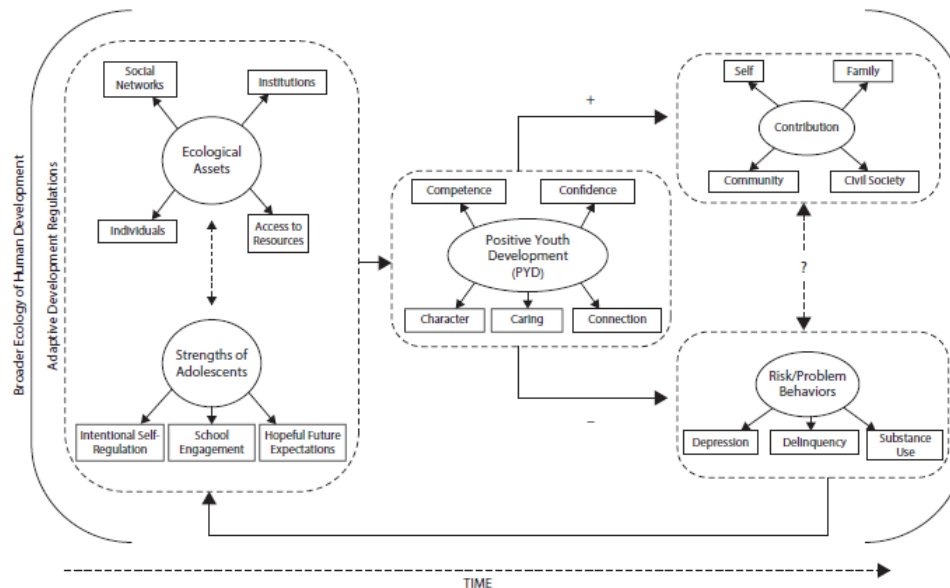 Broader Ecology of Human Development
Adaptive Development Regulations
Social
Networks
Institutions
Ecological
Assets
Individuals
Access to
Resources
Strengths of
Adolescents
Intentional Self-
Regulation
School
Engagement
Hopeful Future
Expectations
Competence
Confidence
Positive Youth
Development
(PYD)
Character
Caring
Connection
+
–
Self
Family
Contribution
Community
Civil Society
?
Risk/Problem
Behaviors
Depression
Delinquency
Substance
Use
TIME